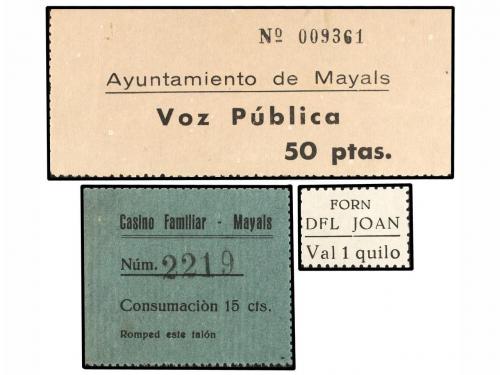 Nº 009361
Ayuntamiento de Mayals
Voz Pública
50 ptas.
Casino Familiar - Mayals
Núm. 2219
Consumaciòn 15 cts.
Romped este talón
FORN
DFL JOAN
Val 1 quilo